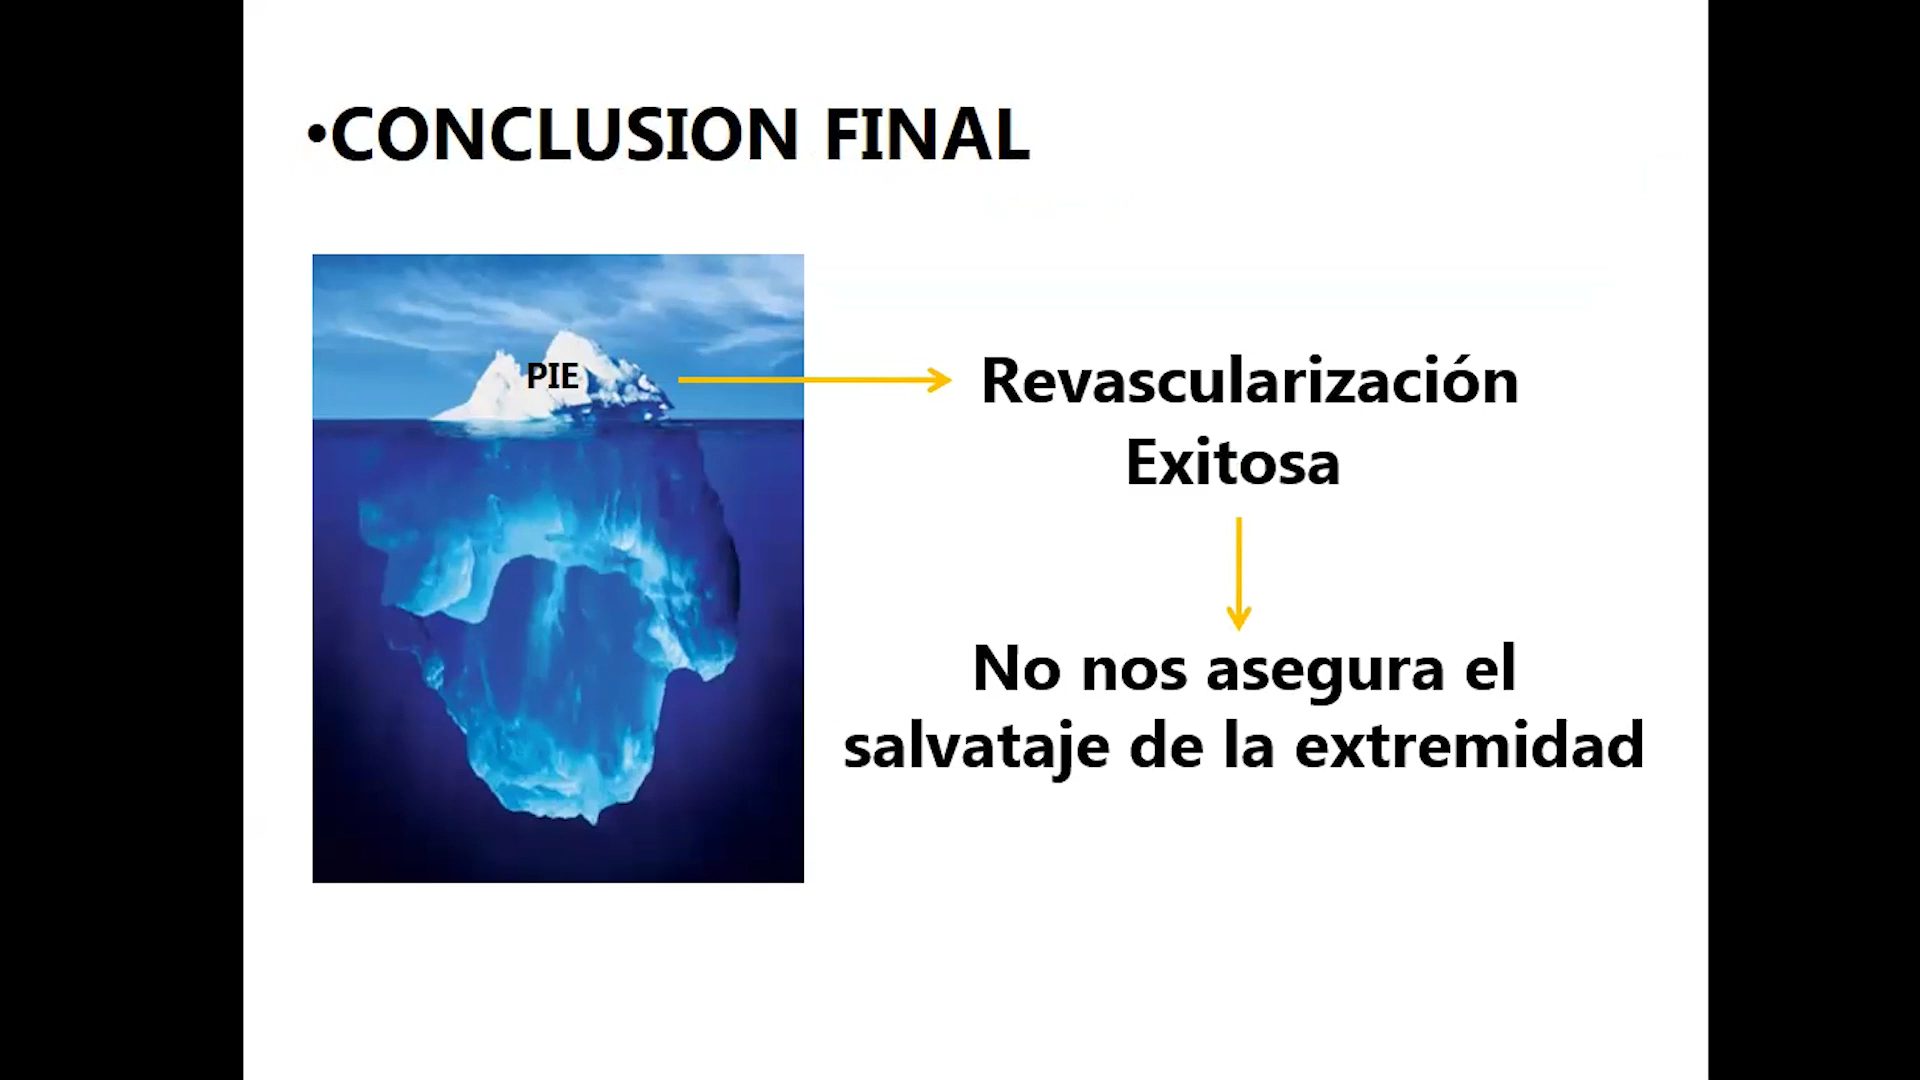 •CONCLUSION FINAL
PIE
Revascularización
Exitosa
No nos asegura el
salvataje de la extremidad